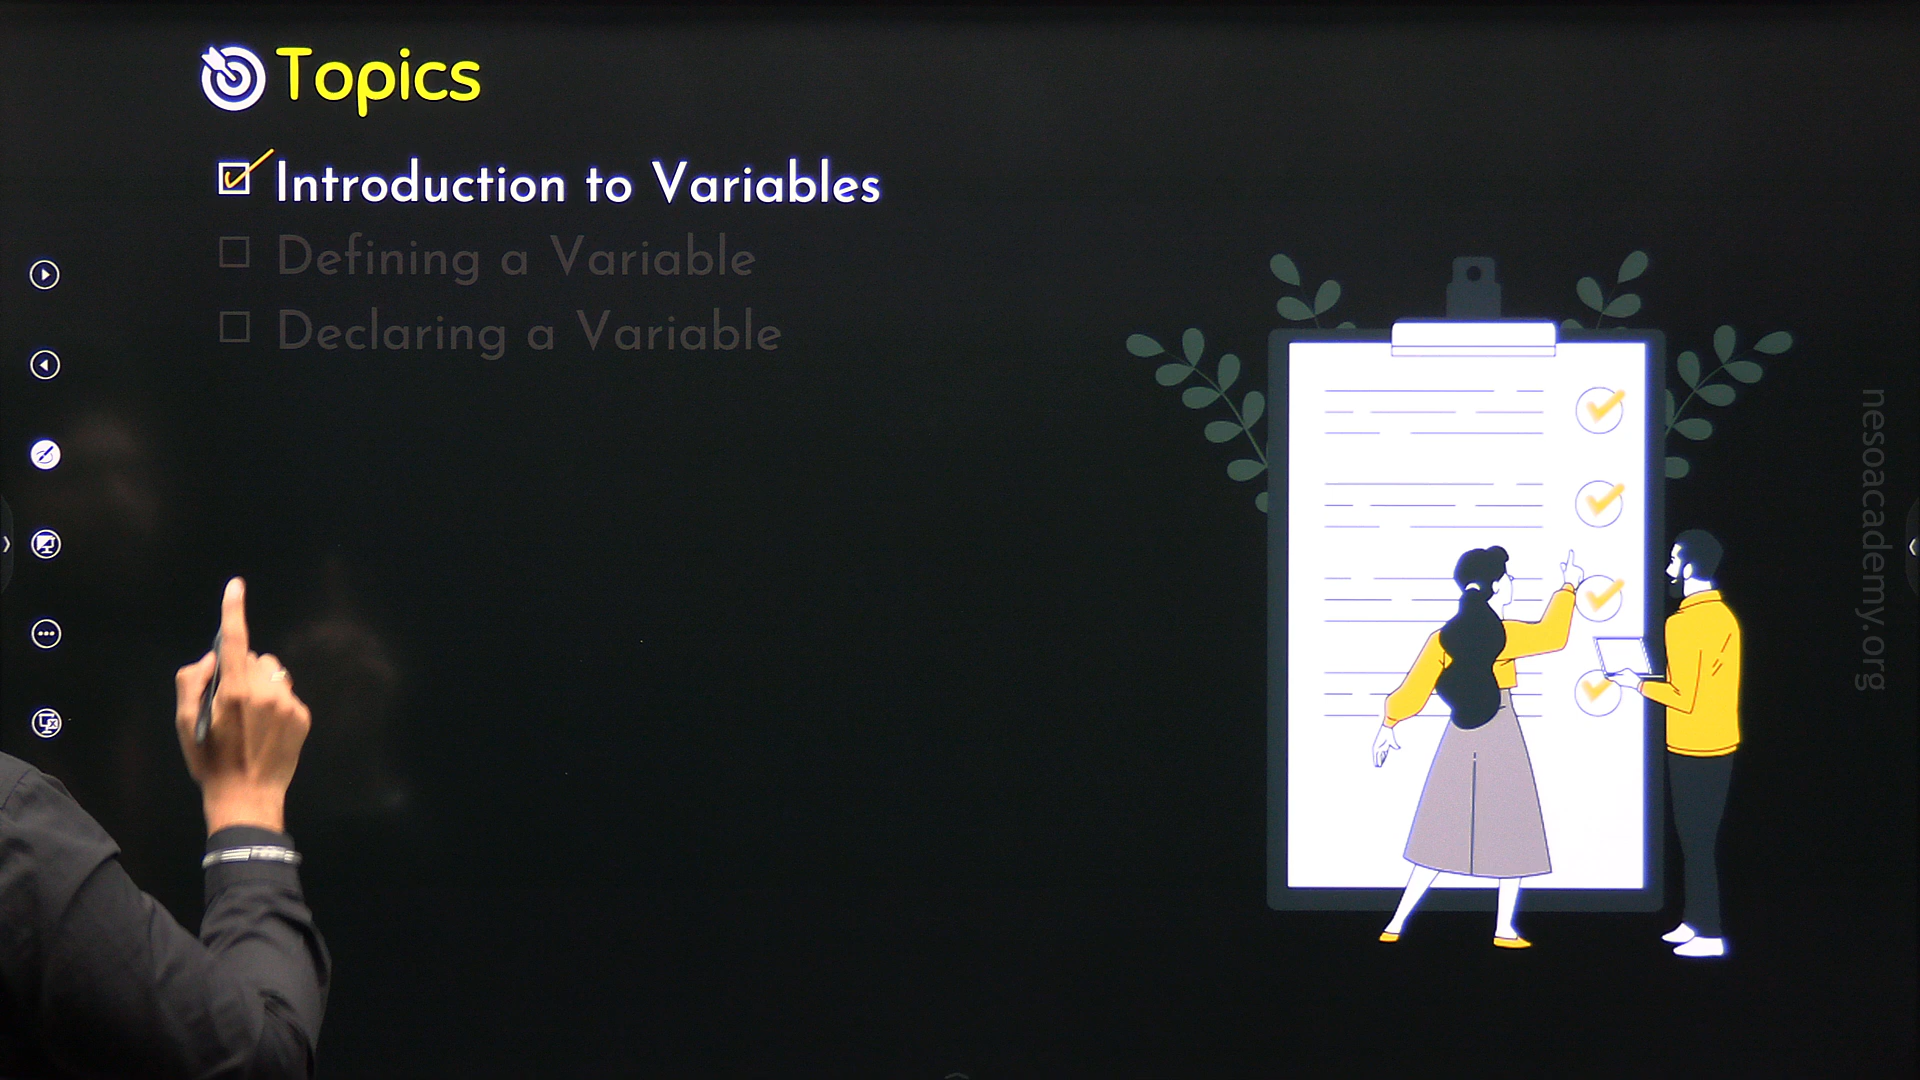 Topics
Introduction to Variables
Defining a Variable
Declaring a Variable
nesoacademy.org